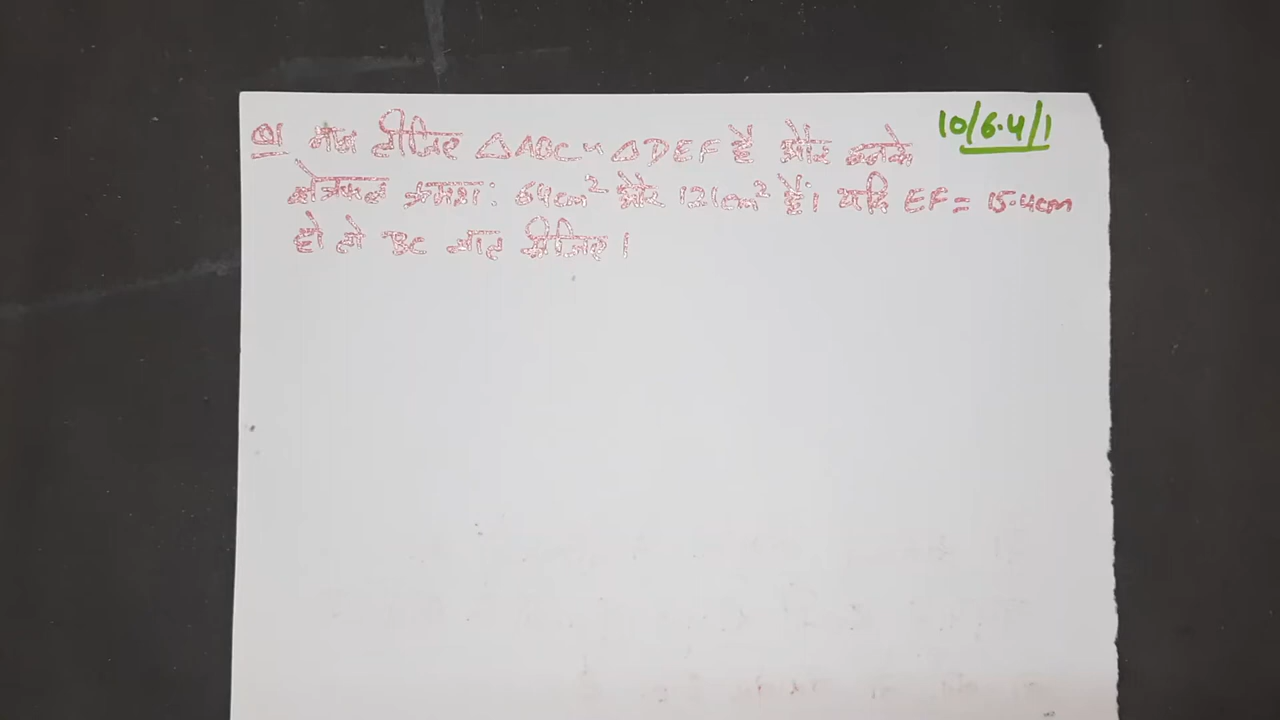 Q1 मान लीजिए △ABC ~ △DEF है और इनके
10/6.4/1
क्षेत्रफल क्रमशः 64cm² और 121cm² हैं। यदि EF = 15.4cm
हो तो BC ज्ञात कीजिए।